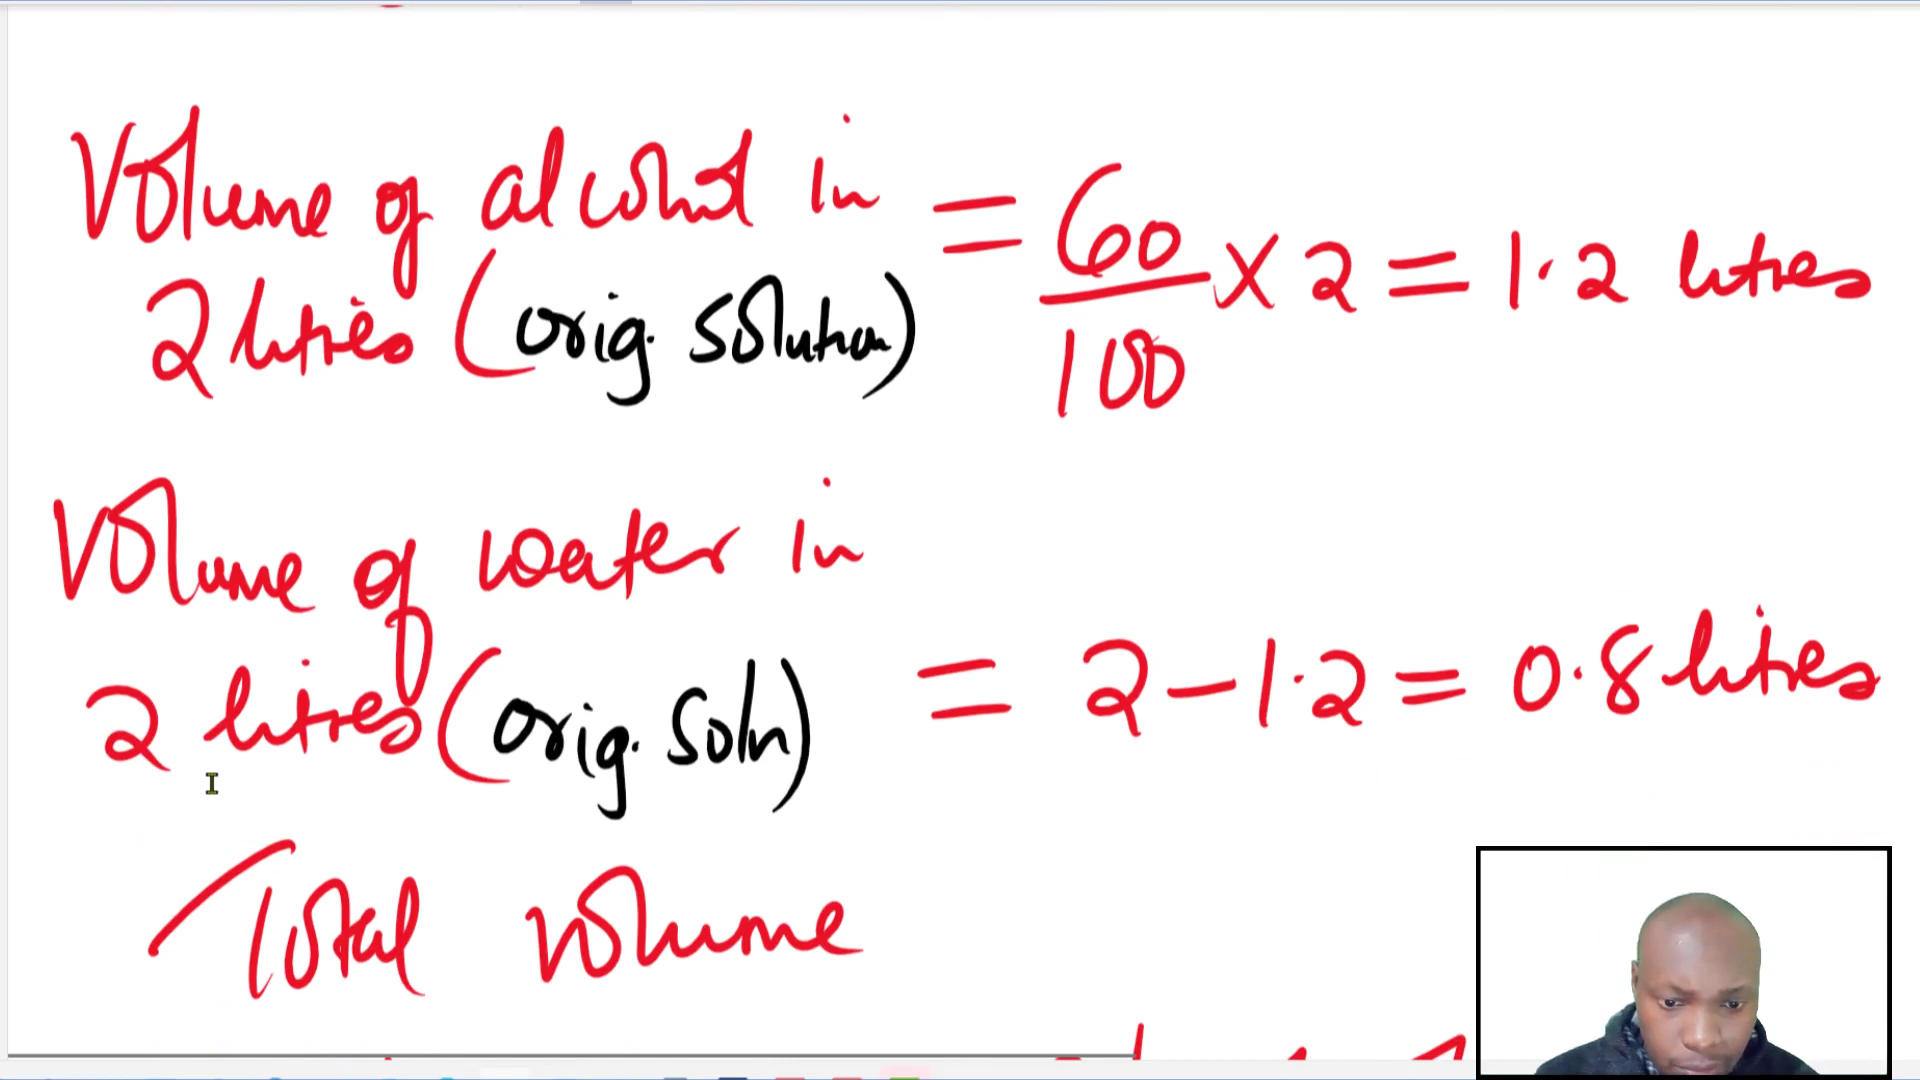 Volume of alcohol in
2 litres (orig. solution) = 60/100 x 2 = 1.2 litres
Volume of water in
2 litres (orig. soln) = 2 - 1.2 = 0.8 litres
Total volume